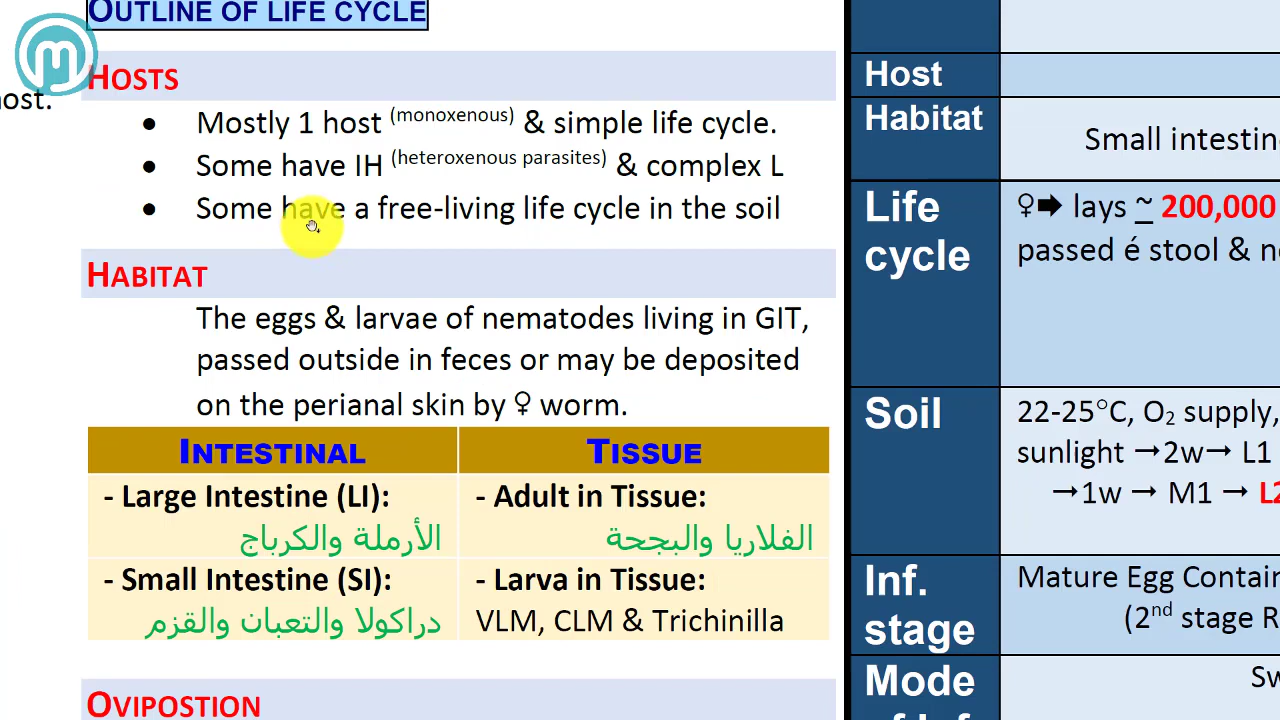 OUTLINE OF LIFE CYCLE
HOSTS
ost.
• Mostly 1 host (monoxenous) & simple life cycle.
• Some have IH (heteroxenous parasites) & complex L
• Some have a free-living life cycle in the soil
HABITAT
The eggs & larvae of nematodes living in GIT,
passed outside in feces or may be deposited
on the perianal skin by ♀ worm.
INTESTINAL
TISSUE
- Large Intestine (LI):
الأرملة والكرباج
- Adult in Tissue:
الفلاريا والبجحة
- Small Intestine (SI):
دراكولا والتعبان والقزم
- Larva in Tissue:
VLM, CLM & Trichinilla
OVIPOSTION
Host
Habitat
Small intestin
Life
cycle
♀➡ lays ~ 200,000
passed é stool & n
Soil
22-25°C, O₂ supply,
sunlight →2w→ L1
→1w → M1 → L2
Inf.
stage
Mature Egg Contain
(2nd stage R
Mode
of Inf
Sw